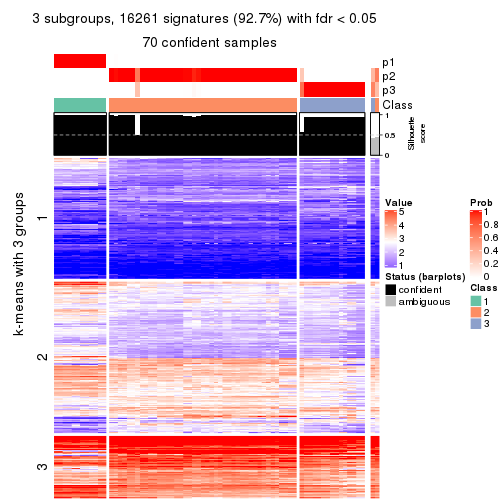 3 subgroups, 16261 signatures (92.7%) with fdr < 0.05
70 confident samples
p1
p2
p3
Class
1
0.5
0
Silhouette
score
k-means with 3 groups
1
2
3
Value
5
4
3
2
1
Status (barplots)
confident
ambiguous
Prob
1
0.8
0.6
0.4
0.2
0
Class
1
2
3